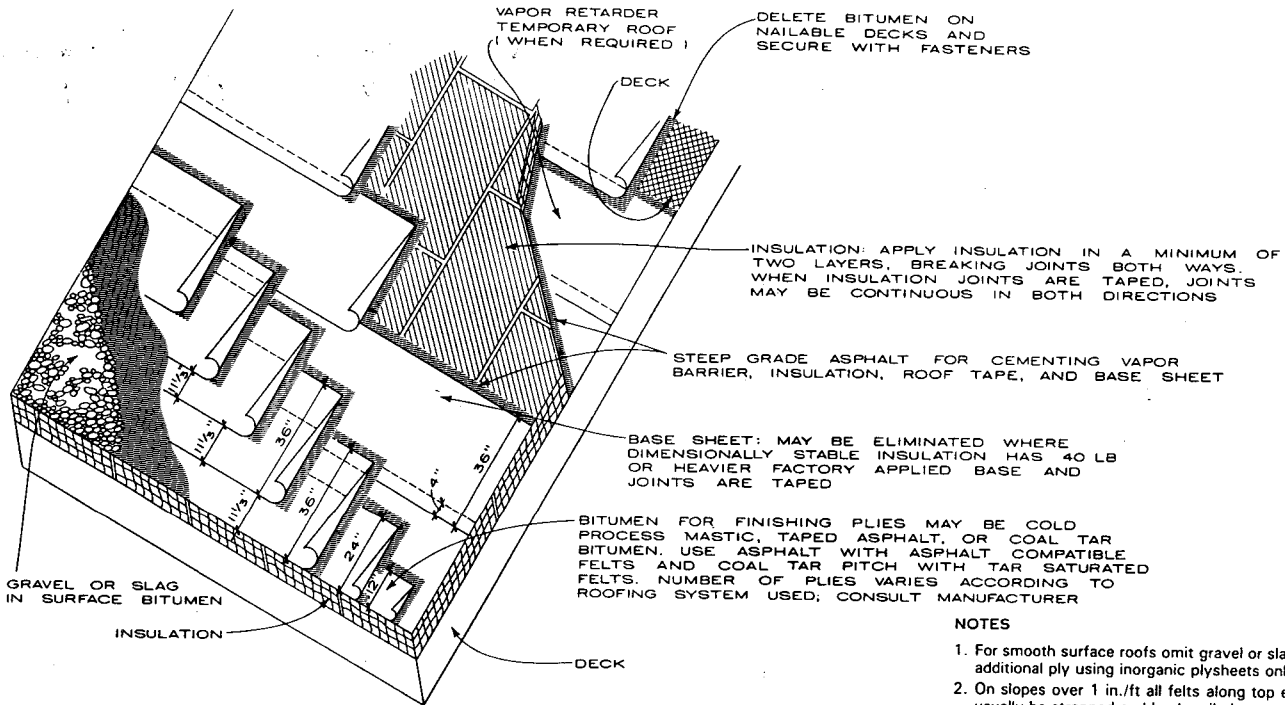 VAPOR RETARDER
TEMPORARY ROOF
(WHEN REQUIRED)
DELETE BITUMEN ON
NAILABLE DECKS AND
SECURE WITH FASTENERS
DECK
INSULATION: APPLY INSULATION IN A MINIMUM OF
TWO LAYERS, BREAKING JOINTS BOTH WAYS.
WHEN INSULATION JOINTS ARE TAPED, JOINTS
MAY BE CONTINUOUS IN BOTH DIRECTIONS
STEEP GRADE ASPHALT FOR CEMENTING VAPOR
BARRIER, INSULATION, ROOF TAPE, AND BASE SHEET
BASE SHEET: MAY BE ELIMINATED WHERE
DIMENSIONALLY STABLE INSULATION HAS 40 LB
OR HEAVIER FACTORY APPLIED BASE AND
JOINTS ARE TAPED
BITUMEN FOR FINISHING PLIES MAY BE COLD
PROCESS MASTIC, TAPED ASPHALT, OR COAL TAR
BITUMEN. USE ASPHALT WITH ASPHALT COMPATIBLE
FELTS AND COAL TAR PITCH WITH TAR SATURATED
FELTS. NUMBER OF PLIES VARIES ACCORDING TO
ROOFING SYSTEM USED; CONSULT MANUFACTURER
11 1/3"
11 1/3"
11 1/3"
36"
36"
24"
12"
4"
36"
GRAVEL OR SLAG
IN SURFACE BITUMEN
INSULATION
DECK
NOTES
1. For smooth surface roofs omit gravel or
additional ply using inorganic plysheets
2. On slopes over 1 in./ft all felts along top